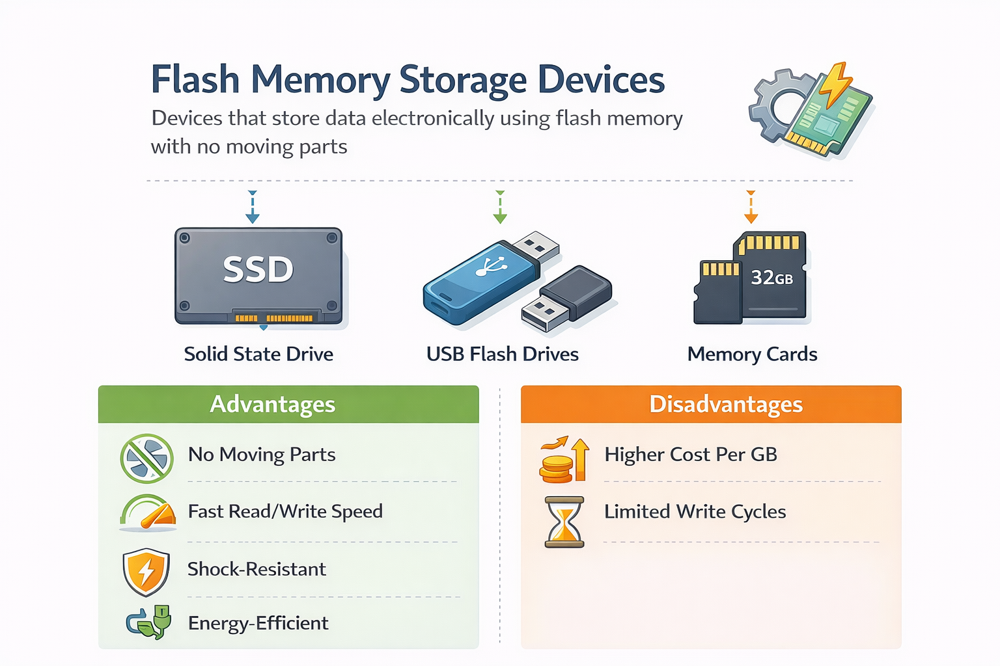 Flash Memory Storage Devices
Devices that store data electronically using flash memory
with no moving parts
SSD
32GB
Solid State Drive
USB Flash Drives
Memory Cards
Advantages
No Moving Parts
Fast Read/Write Speed
Shock-Resistant
Energy-Efficient
Disadvantages
Higher Cost Per GB
Limited Write Cycles